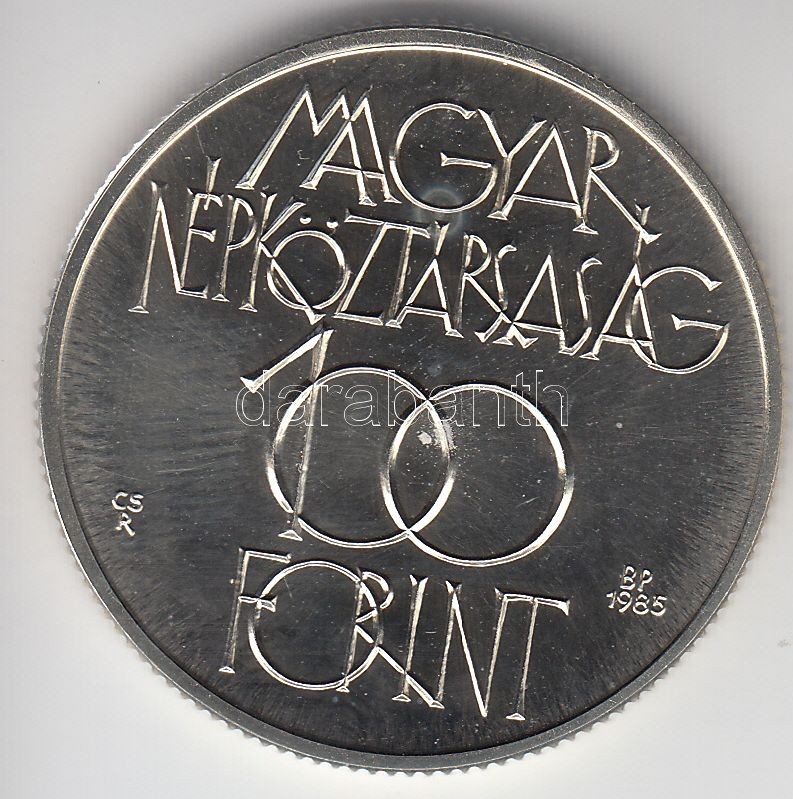 MAGYAR
NÉPKÖZTÁRSASÁG
100
darabanth
CS
R
FORINT
BP
1985